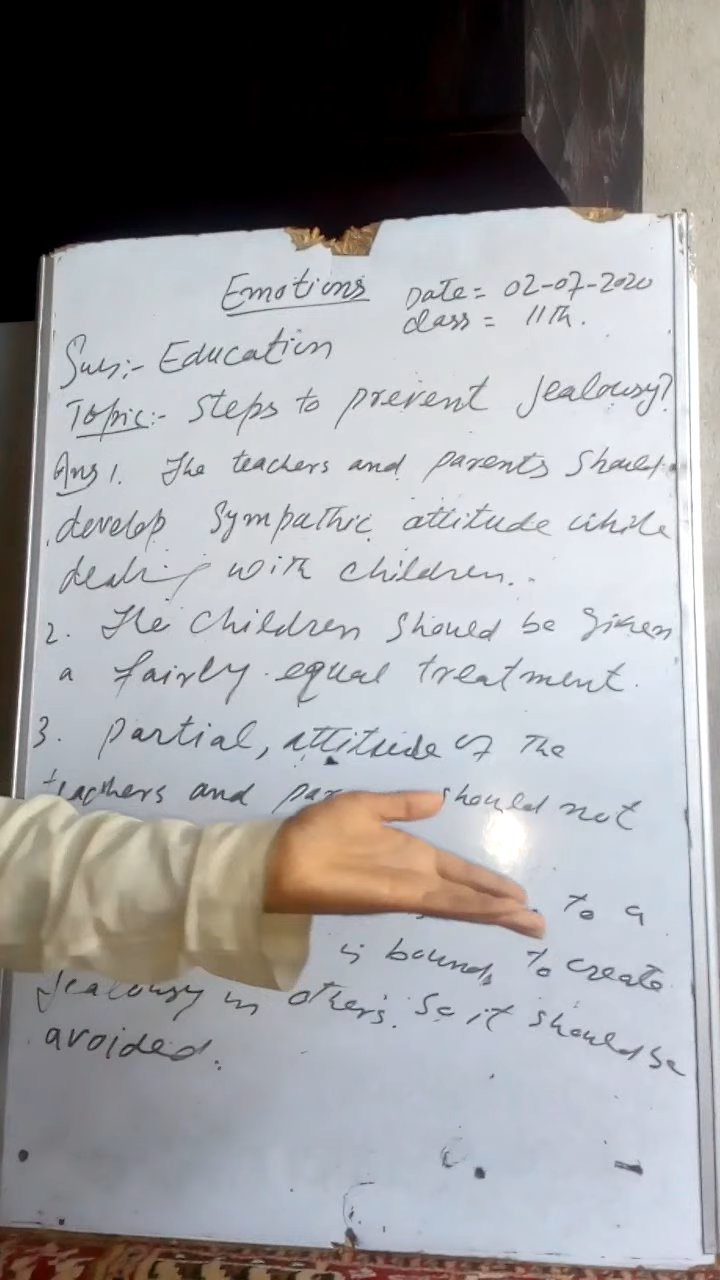 Emotions
Date = 02-07-2020
class = 11th.
Sub:- Education
Topic:- Steps to prevent Jealousy?
Ans 1. The teachers and parents should
develop sympathic attitude while
dealing with children..
2. The children should be given
a fairly equal treatment.
3. partial, attitude of the
teachers and should not
to a
is bound, to create
Jealousy in others. So it should be
avoided.